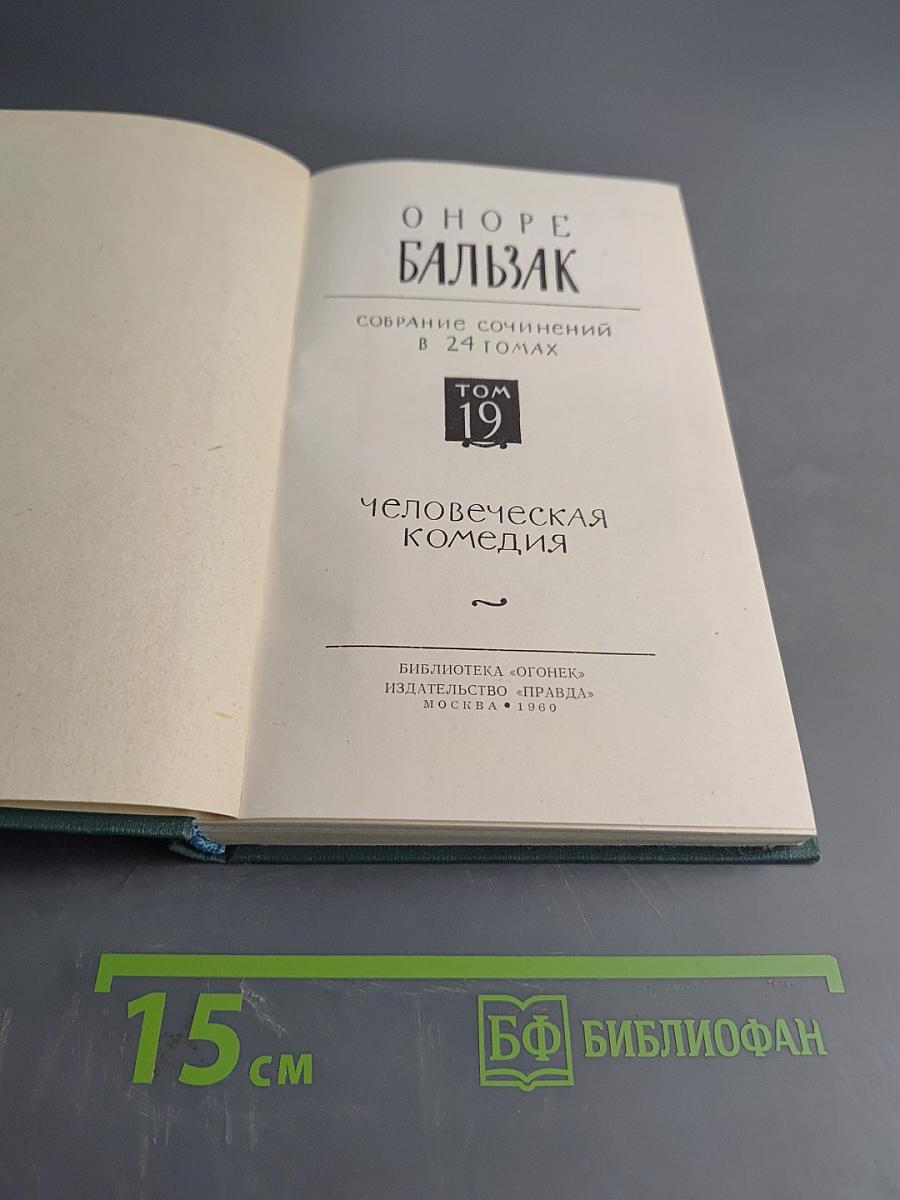 ОНОРЕ
БАЛЬЗАК
СОБРАНИЕ СОЧИНЕНИЙ
В 24 ТОМАХ
ТОМ
19
ЧЕЛОВЕЧЕСКАЯ
КОМЕДИЯ
БИБЛИОТЕКА «ОГОНЕК»
ИЗДАТЕЛЬСТВО «ПРАВДА»
МОСКВА • 1960
15 СМ
БФ БИБЛИОФАН